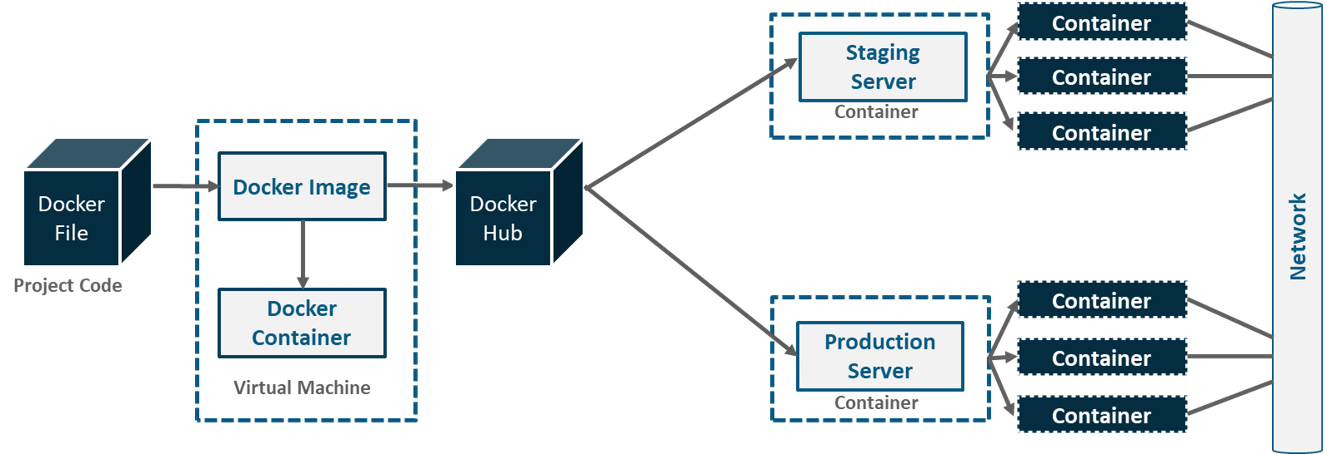 Docker
File
Project Code
Docker Image
Docker
Container
Virtual Machine
Docker
Hub
Staging
Server
Container
Container
Container
Container
Production
Server
Container
Container
Container
Container
Network